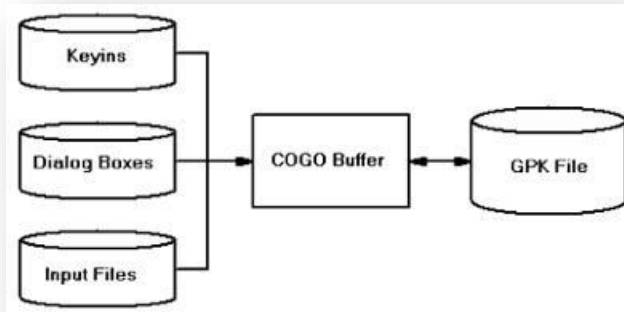 Keyins
Dialog Boxes
COGO Buffer
GPK File
Input Files